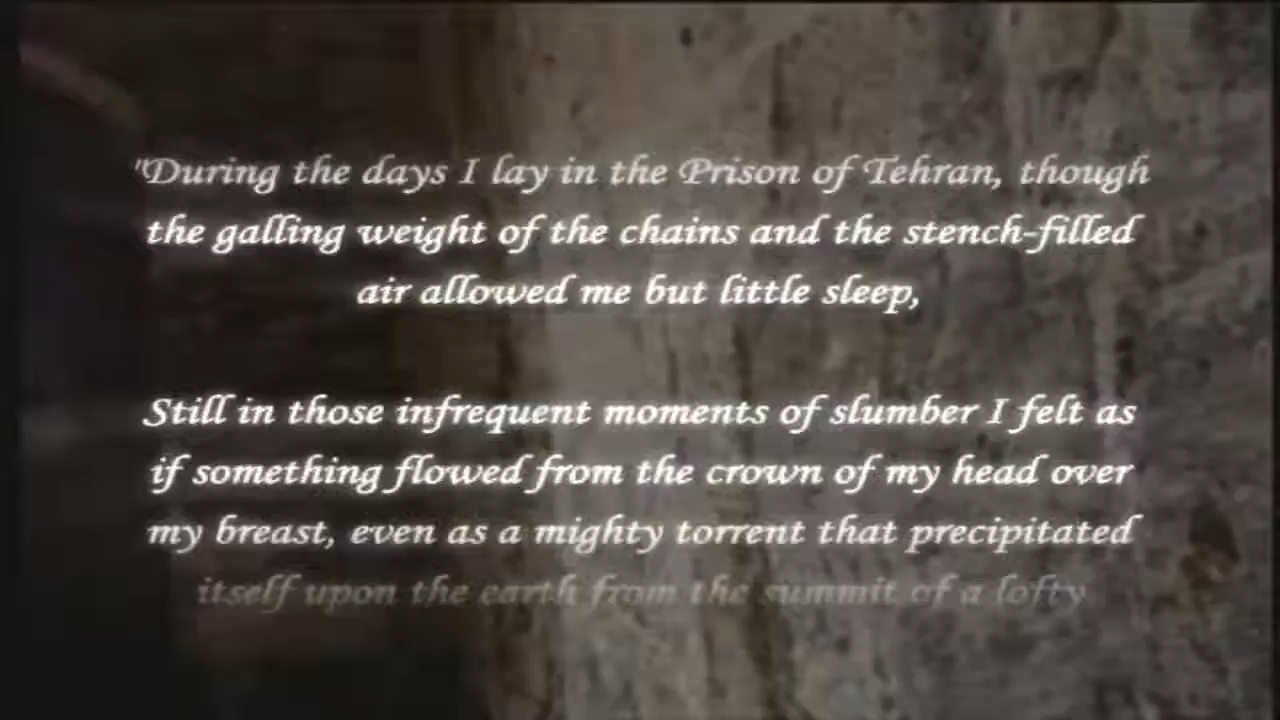 "During the days I lay in the Prison of Tehran, though
the galling weight of the chains and the stench-filled
air allowed me but little sleep,
Still in those infrequent moments of slumber I felt as
if something flowed from the crown of my head over
my breast, even as a mighty torrent that precipitated
itself upon the earth from the summit of a lofty